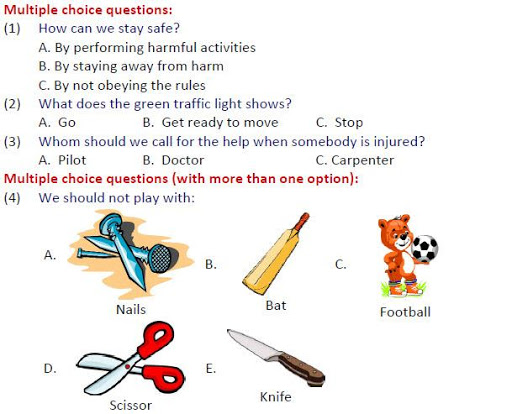 Multiple choice questions:
(1) How can we stay safe?
A. By performing harmful activities
B. By staying away from harm
C. By not obeying the rules
(2) What does the green traffic light shows?
A. Go B. Get ready to move C. Stop
(3) Whom should we call for the help when somebody is injured?
A. Pilot B. Doctor C. Carpenter
Multiple choice questions (with more than one option):
(4) We should not play with:
A. B. C.
Nails Bat Football
D. E.
Scissor Knife